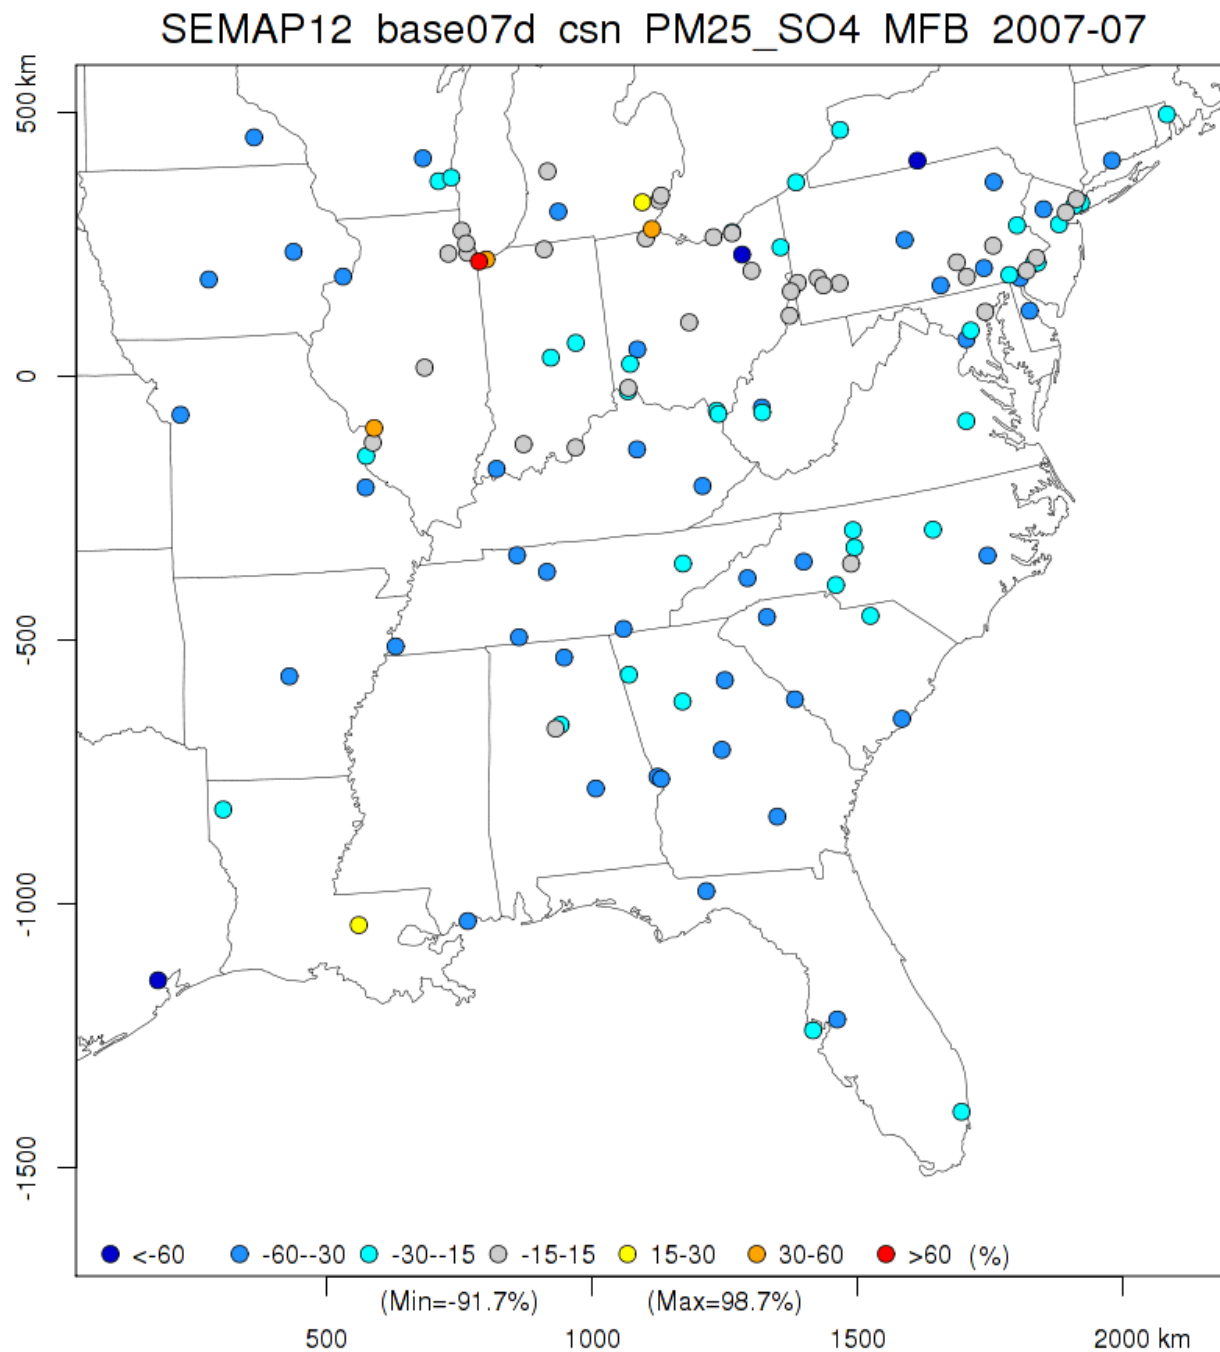 SEMAP12 base07d csn PM25_SO4 MFB 2007-07
500 km
0
-500
-1000
-1500
<-60 -60--30 -30--15 -15-15 15-30 30-60 >60 (%)
(Min=-91.7%) (Max=98.7%)
500 1000 1500 2000 km